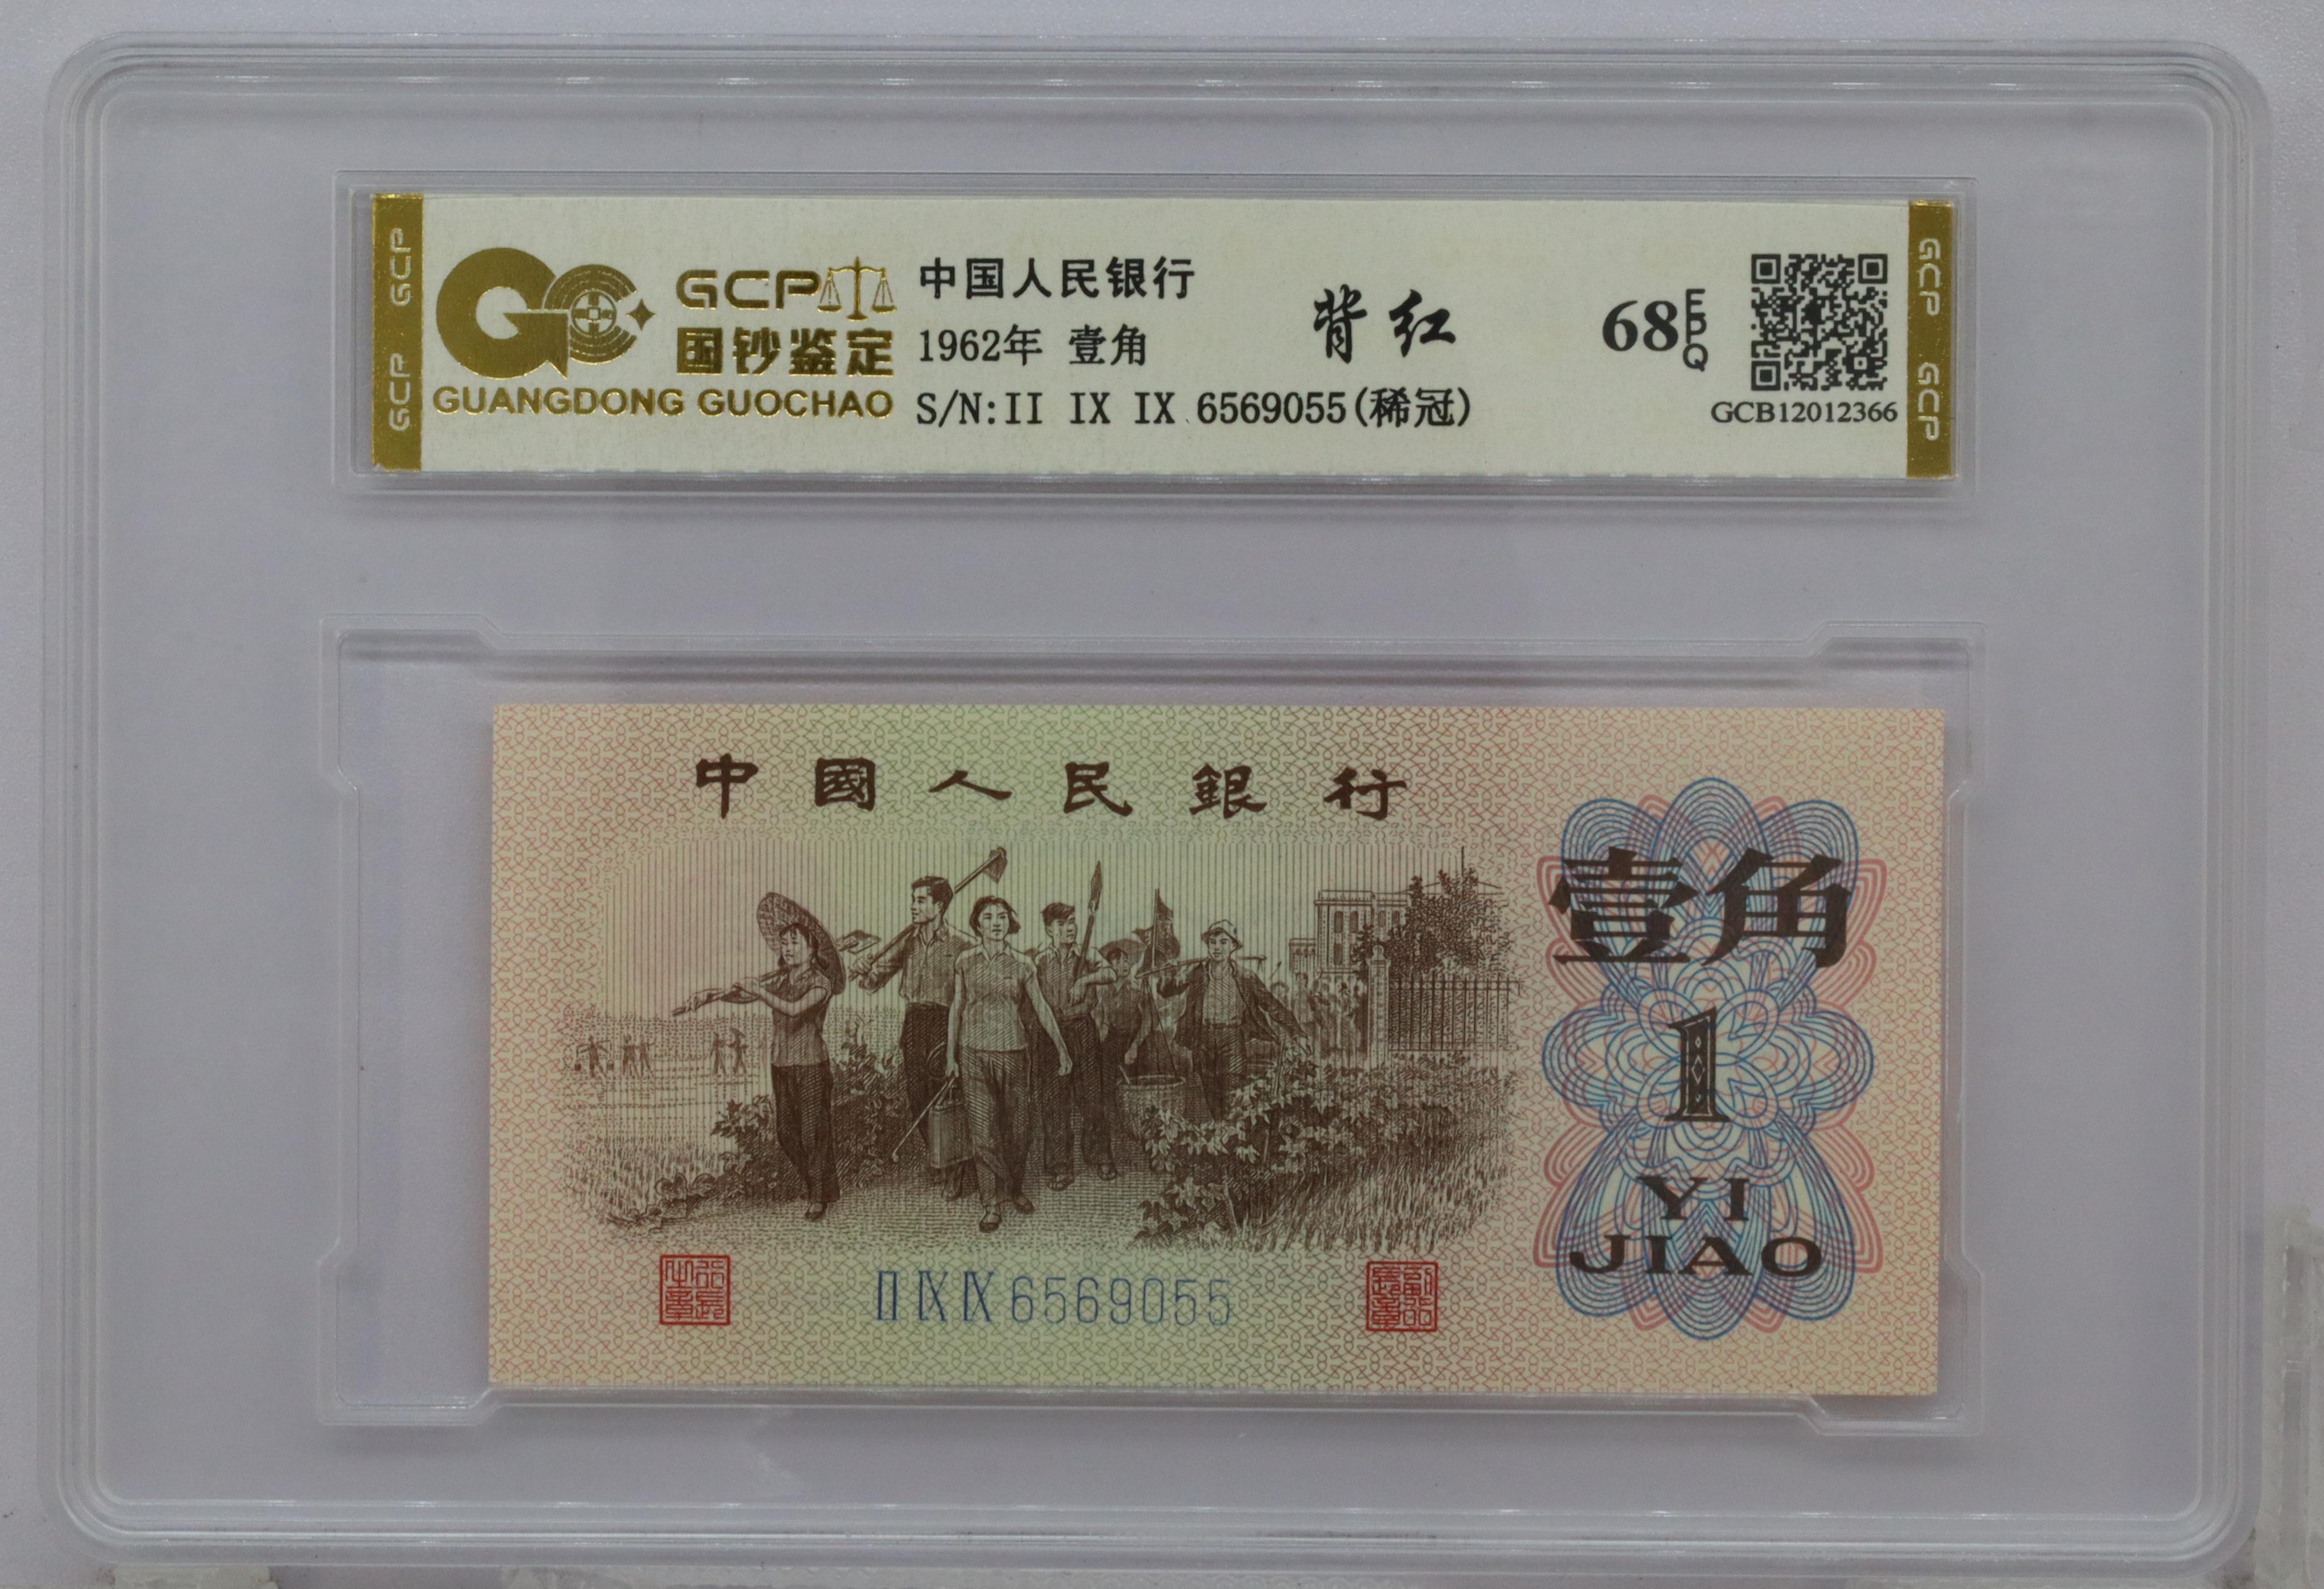 GCP
国钞鉴定
GUANGDONG GUOCHAO
中国人民银行
1962年 壹角
S/N:II IX IX 6569055(稀冠)
背红
68 EPQ
GCB12012366
GCP GCP
GCP GCP
中國人民銀行
壹角
1
YI
JIAO
II IX IX 6569055